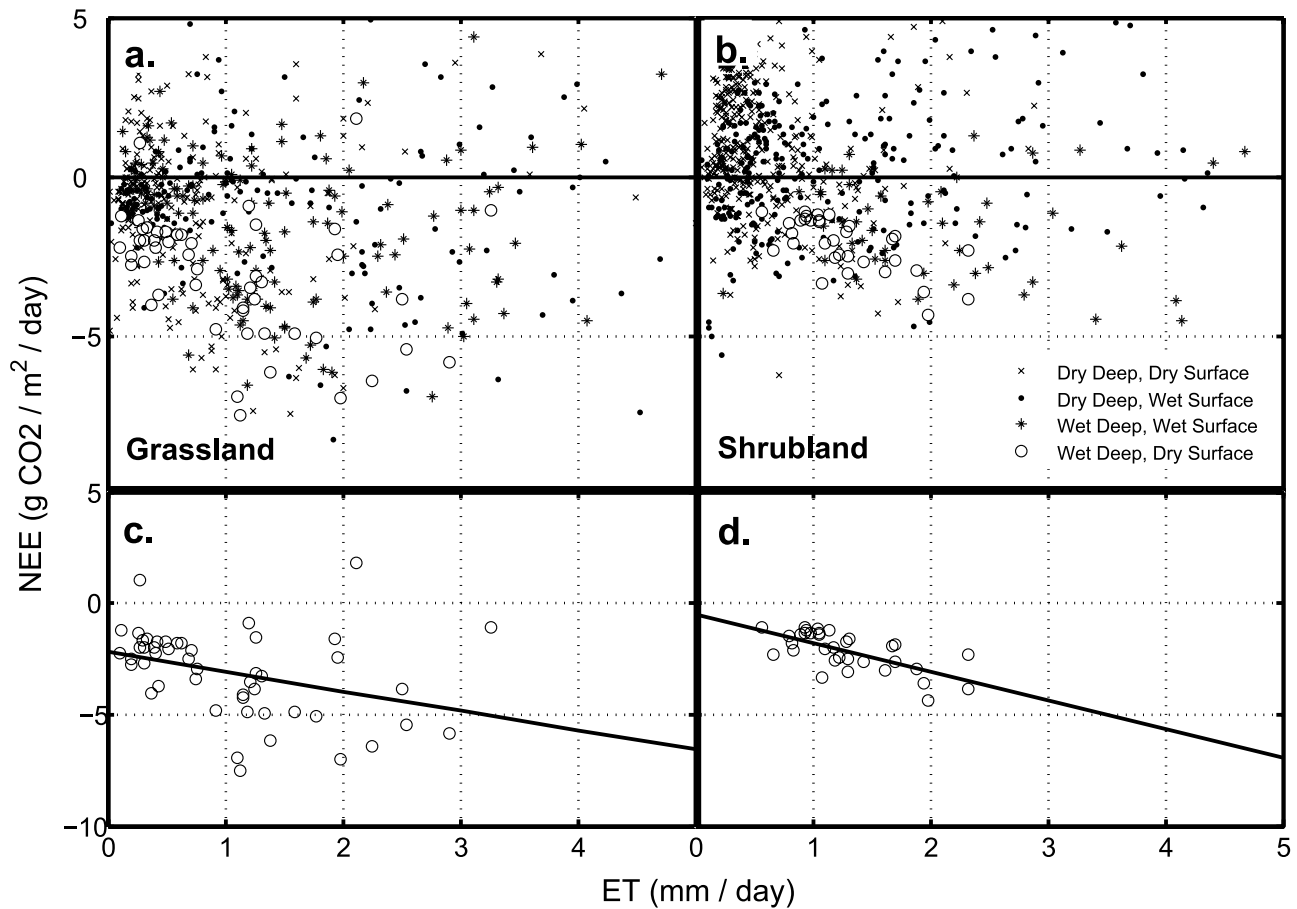 5
a.
b.
0
−5
Grassland
Shrubland
Dry Deep, Dry Surface
Dry Deep, Wet Surface
Wet Deep, Wet Surface
Wet Deep, Dry Surface
NEE (g CO2 / m² / day)
5
c.
d.
0
−5
−10
0 1 2 3 4 0 1 2 3 4 5
ET (mm / day)